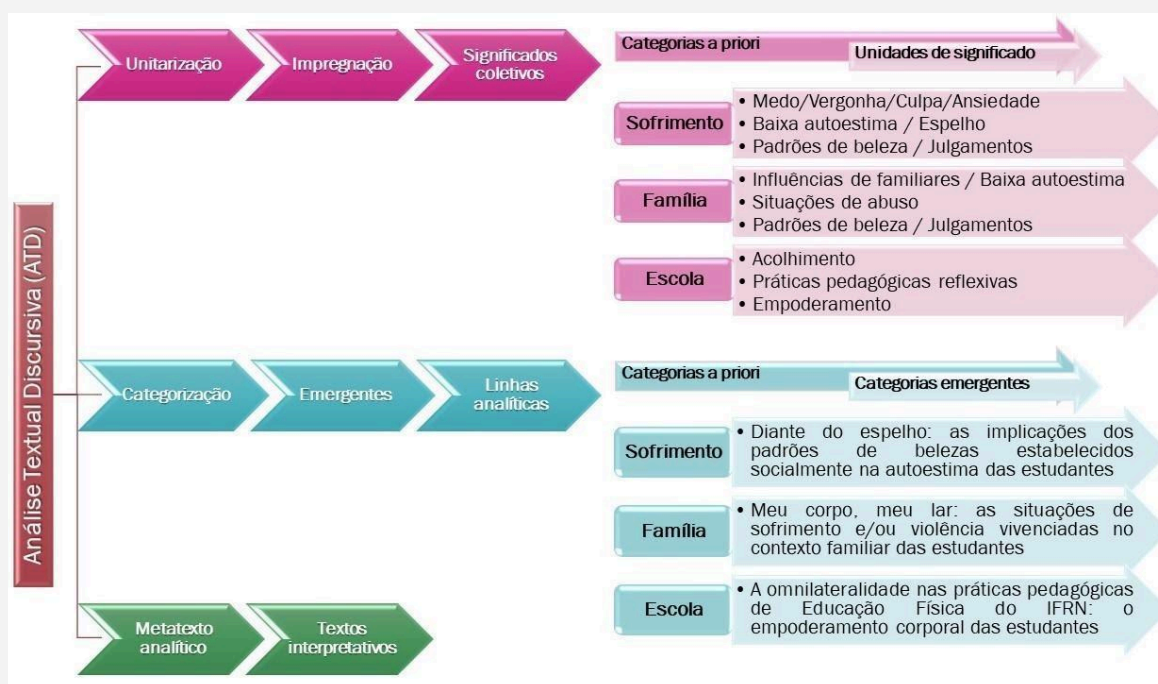 Análise Textual Discursiva (ATD)
Unitarização
Impregnação
Significados
coletivos
Categorias a priori
Unidades de significado
Sofrimento
• Medo/Vergonha/Culpa/Ansiedade
• Baixa autoestima / Espelho
• Padrões de beleza / Julgamentos
Família
• Influências de familiares / Baixa autoestima
• Situações de abuso
• Padrões de beleza / Julgamentos
Escola
• Acolhimento
• Práticas pedagógicas reflexivas
• Empoderamento
Categorização
Emergentes
Linhas
analíticas
Categorias a priori
Categorias emergentes
Sofrimento
• Diante do espelho: as implicações dos
padrões de belezas estabelecidos
socialmente na autoestima das estudantes
Família
• Meu corpo, meu lar: as situações de
sofrimento e/ou violência vivenciadas no
contexto familiar das estudantes
Escola
• A omnilateralidade nas práticas pedagógicas
de Educação Física do IFRN: o
empoderamento corporal das estudantes
Metatexto
analítico
Textos
interpretativos